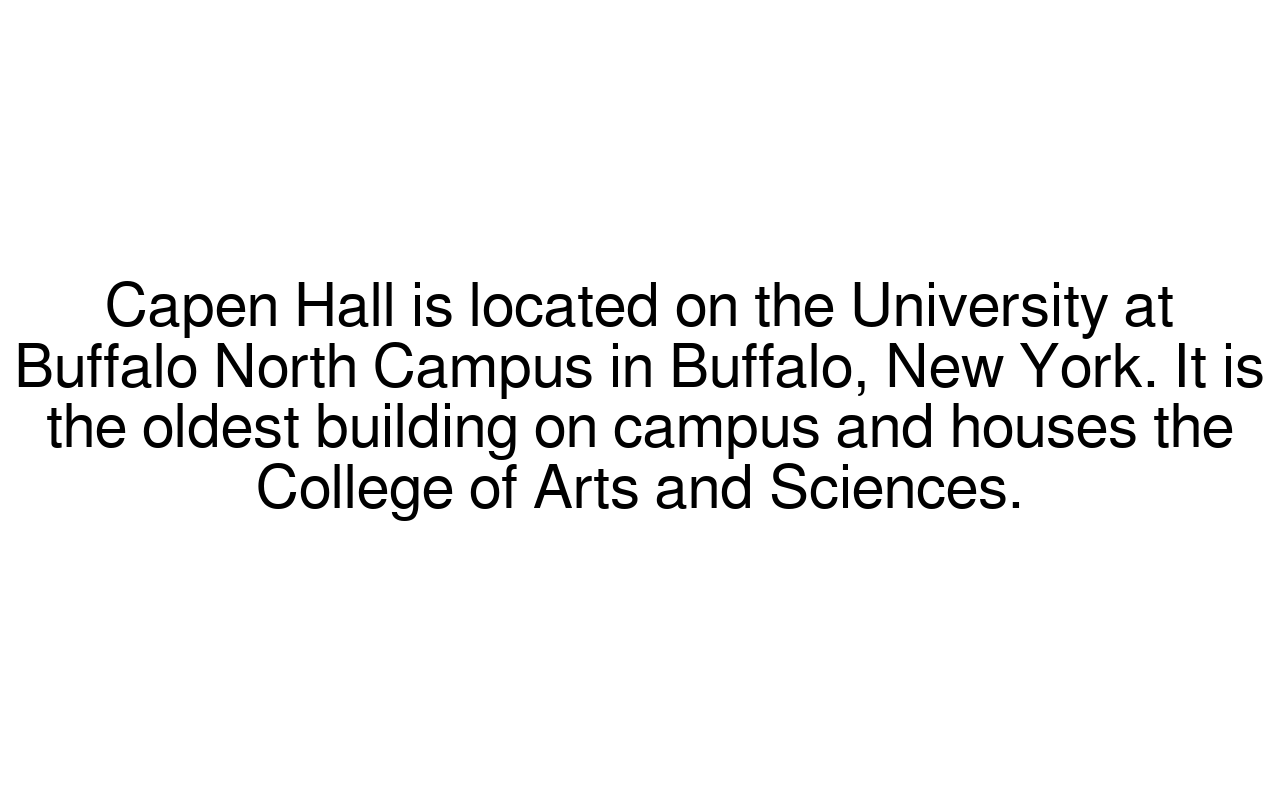 Capen Hall is located on the University at
Buffalo North Campus in Buffalo, New York. It is
the oldest building on campus and houses the
College of Arts and Sciences.